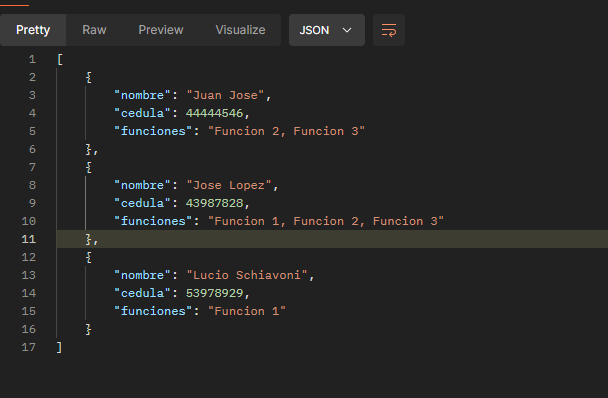 Pretty Raw Preview Visualize JSON
1 [
2 {
3 "nombre": "Juan Jose",
4 "cedula": 44444546,
5 "funciones": "Funcion 2, Funcion 3"
6 },
7 {
8 "nombre": "Jose Lopez",
9 "cedula": 43987828,
10 "funciones": "Funcion 1, Funcion 2, Funcion 3"
11 },
12 {
13 "nombre": "Lucio Schiavoni",
14 "cedula": 53978929,
15 "funciones": "Funcion 1"
16 }
17 ]